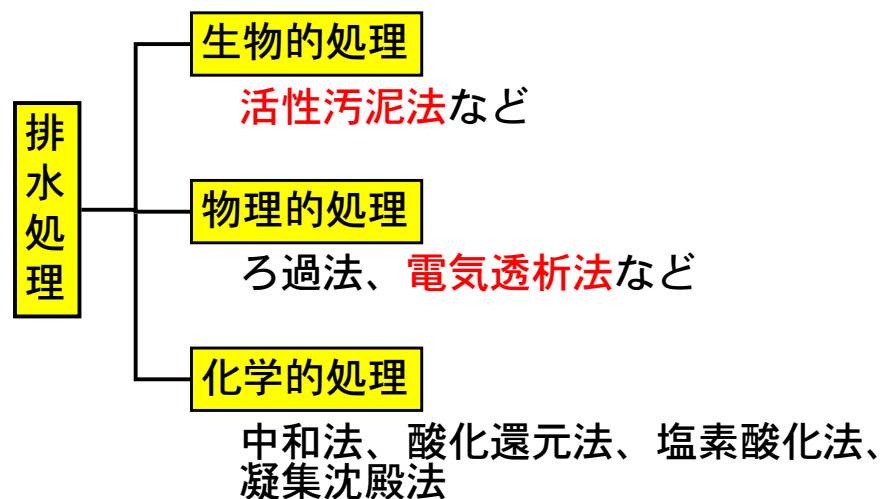 排水処理
生物的処理
活性汚泥法など
物理的処理
ろ過法、電気透析法など
化学的処理
中和法、酸化還元法、塩素酸化法、
凝集沈殿法